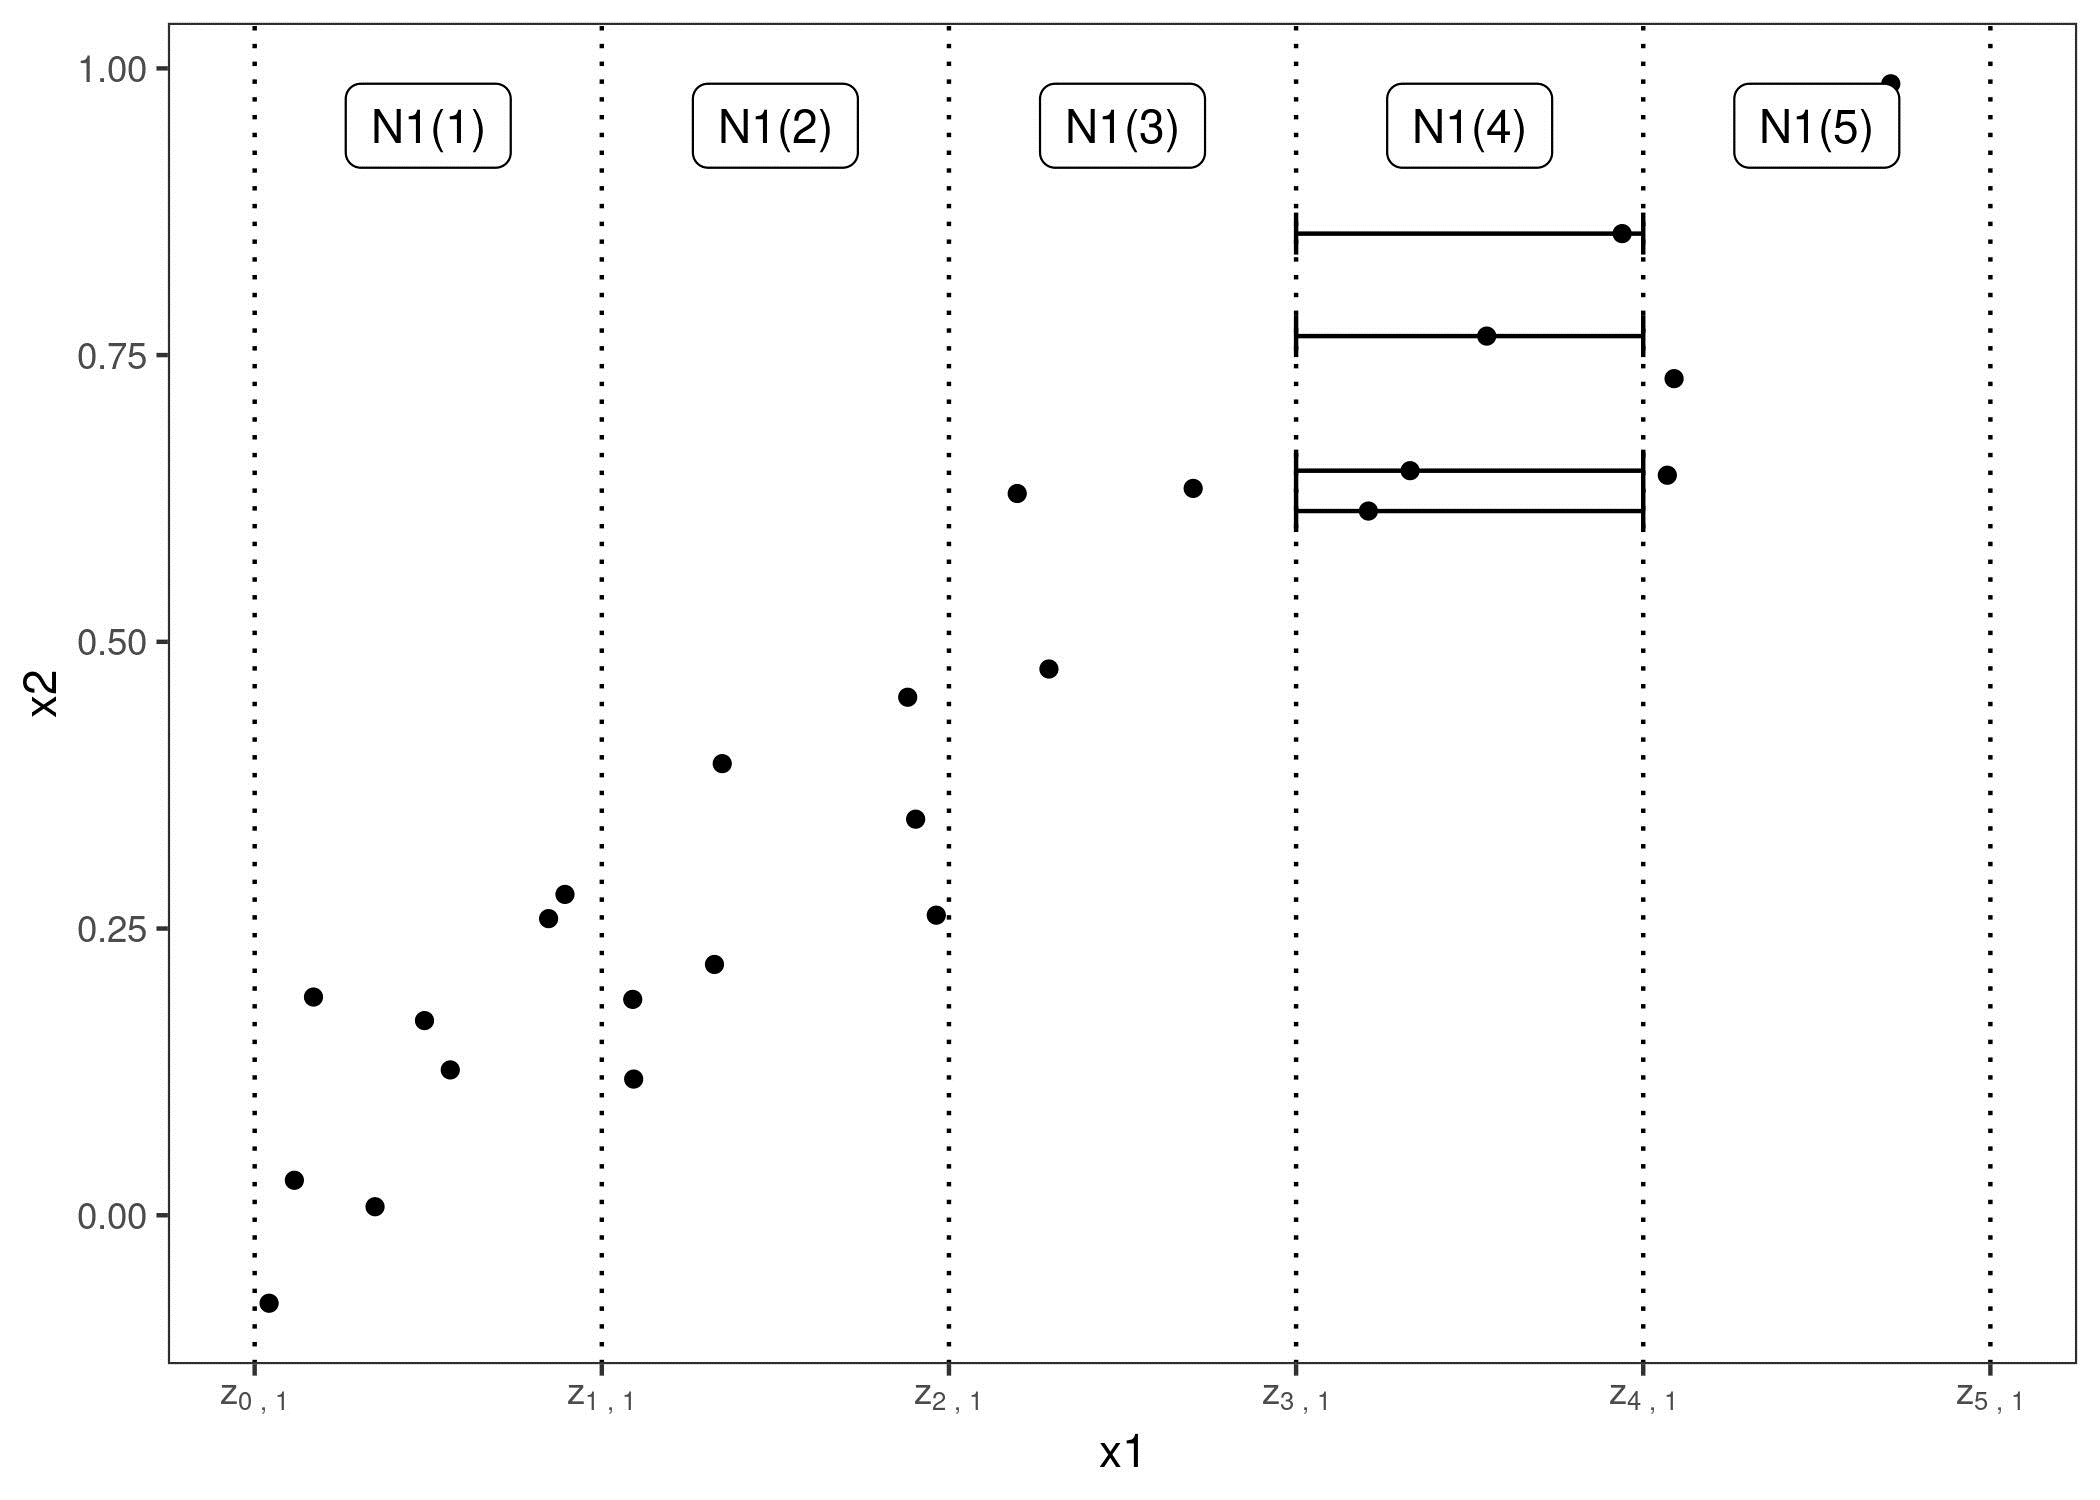 1.00
N1(1) N1(2) N1(3) N1(4) N1(5)
0.75
0.50
x2
0.25
0.00
z0 , 1 z1 , 1 z2 , 1 z3 , 1 z4 , 1 z5 , 1
x1